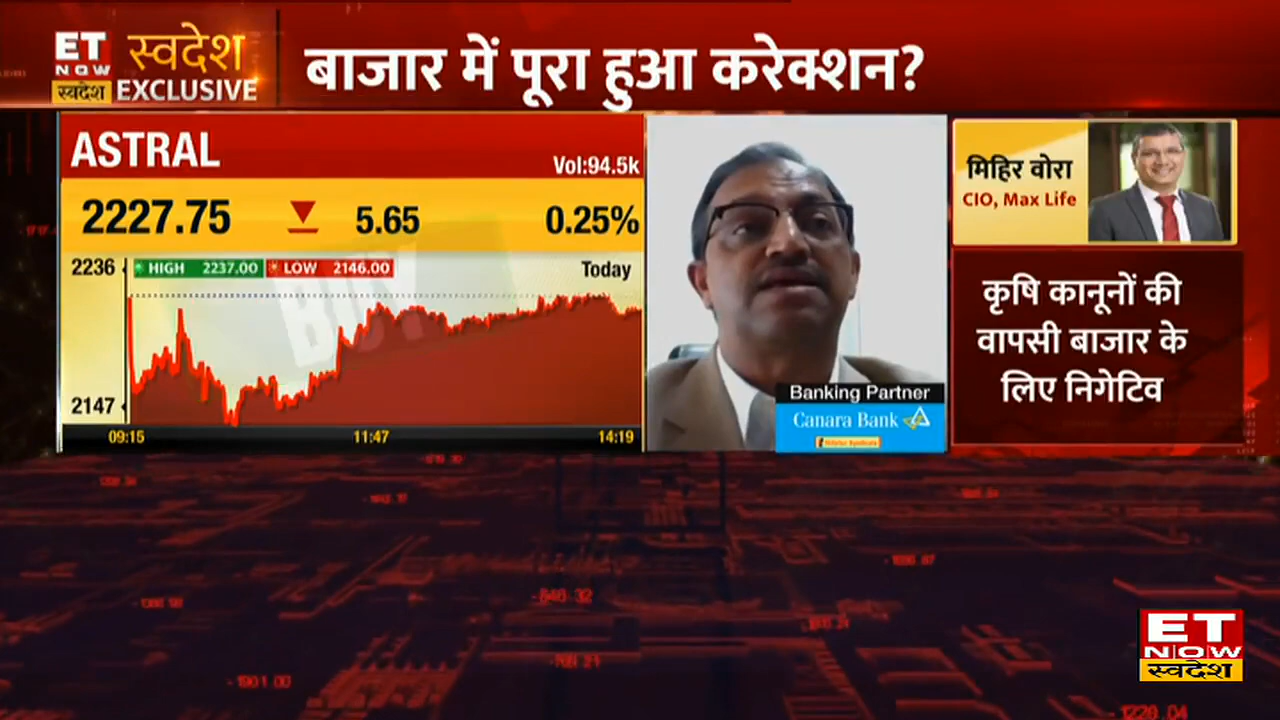 ET
NOW
स्वदेश
स्वदेश
EXCLUSIVE
बाजार में पूरा हुआ करेक्शन?
ASTRAL
Vol:94.5k
2227.75 ▼ 5.65 0.25%
2236
HIGH 2237.00 LOW 2146.00
Today
BUY
2147
09:15 11:47 14:19
Banking Partner
Canara Bank
मिहिर वोरा
CIO, Max Life
कृषि कानूनों की
वापसी बाजार के
लिए निगेटिव
ET
NOW
स्वदेश